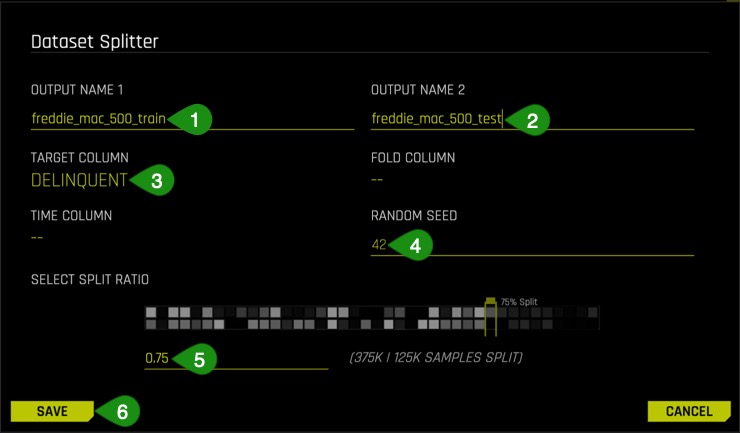 Dataset Splitter
OUTPUT NAME 1
OUTPUT NAME 2
freddie_mac_500_train
1
freddie_mac_500_test
2
TARGET COLUMN
FOLD COLUMN
DELINQUENT
3
--
TIME COLUMN
RANDOM SEED
--
42
4
SELECT SPLIT RATIO
75% Split
0.75
5
(375K | 125K SAMPLES SPLIT)
SAVE
6
CANCEL